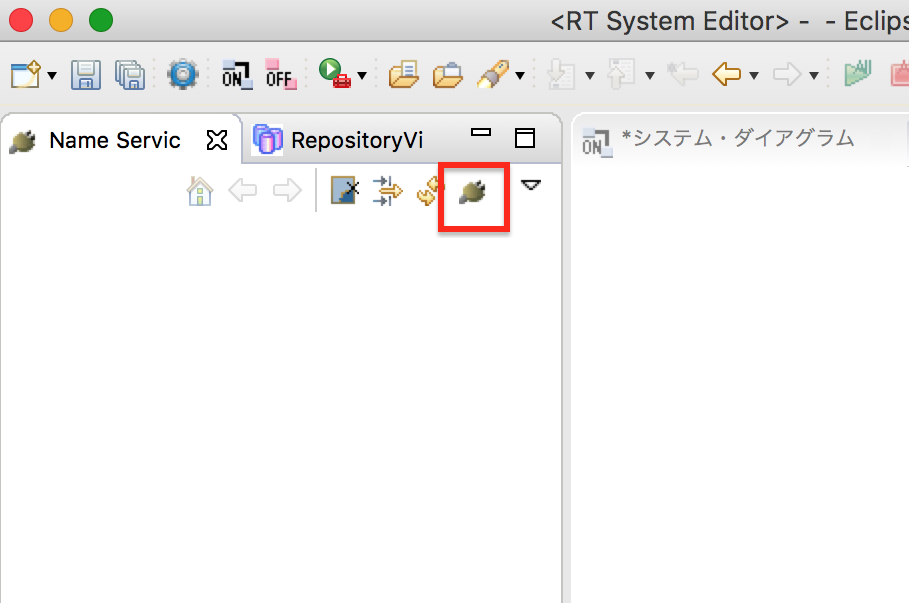 <RT System Editor> - - Eclips
ON OFF
Name Servic RepositoryVi
ON *システム・ダイアグラム